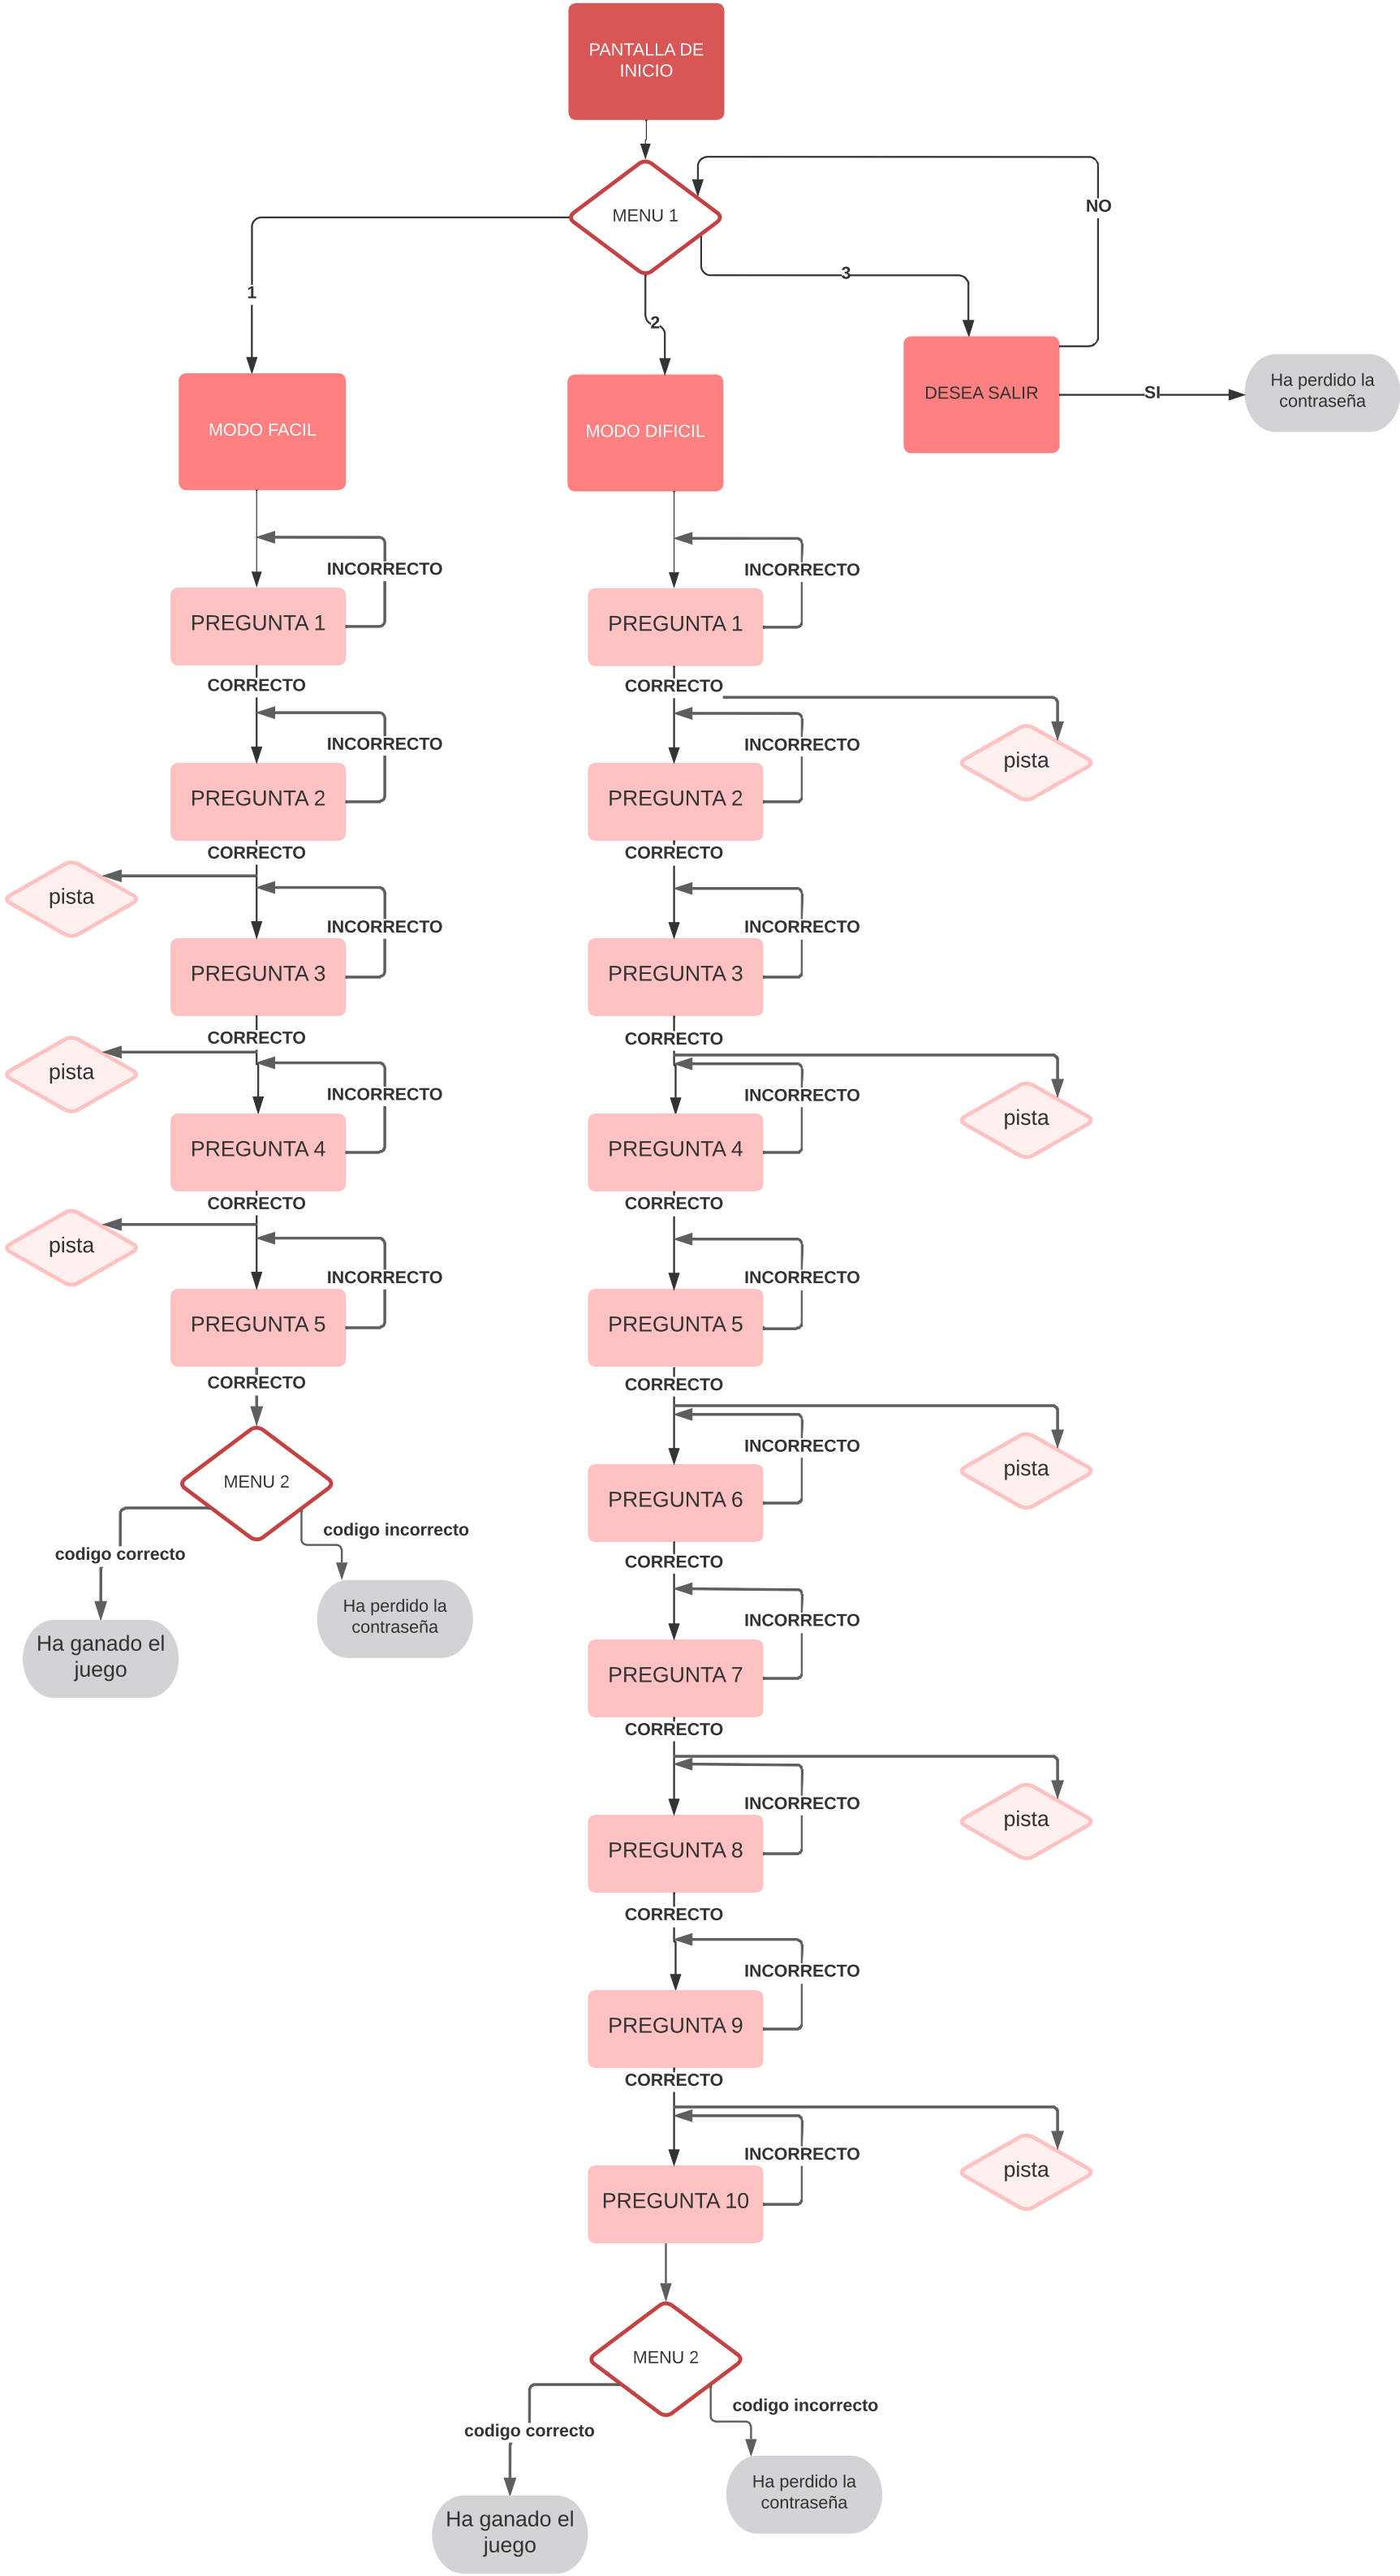 PANTALLA DE
INICIO
MENU 1
NO
1
2
3
MODO FACIL
MODO DIFICIL
DESEA SALIR
SI
Ha perdido la
contraseña
INCORRECTO
PREGUNTA 1
CORRECTO
INCORRECTO
PREGUNTA 2
CORRECTO
pista
INCORRECTO
PREGUNTA 3
CORRECTO
pista
INCORRECTO
PREGUNTA 4
CORRECTO
pista
INCORRECTO
PREGUNTA 5
CORRECTO
MENU 2
codigo correcto
codigo incorrecto
Ha ganado el
juego
Ha perdido la
contraseña
INCORRECTO
PREGUNTA 1
CORRECTO
pista
INCORRECTO
PREGUNTA 2
CORRECTO
INCORRECTO
PREGUNTA 3
CORRECTO
pista
INCORRECTO
PREGUNTA 4
CORRECTO
INCORRECTO
PREGUNTA 5
CORRECTO
pista
INCORRECTO
PREGUNTA 6
CORRECTO
INCORRECTO
PREGUNTA 7
CORRECTO
pista
INCORRECTO
PREGUNTA 8
CORRECTO
INCORRECTO
PREGUNTA 9
CORRECTO
pista
INCORRECTO
PREGUNTA 10
MENU 2
codigo correcto
codigo incorrecto
Ha ganado el
juego
Ha perdido la
contraseña